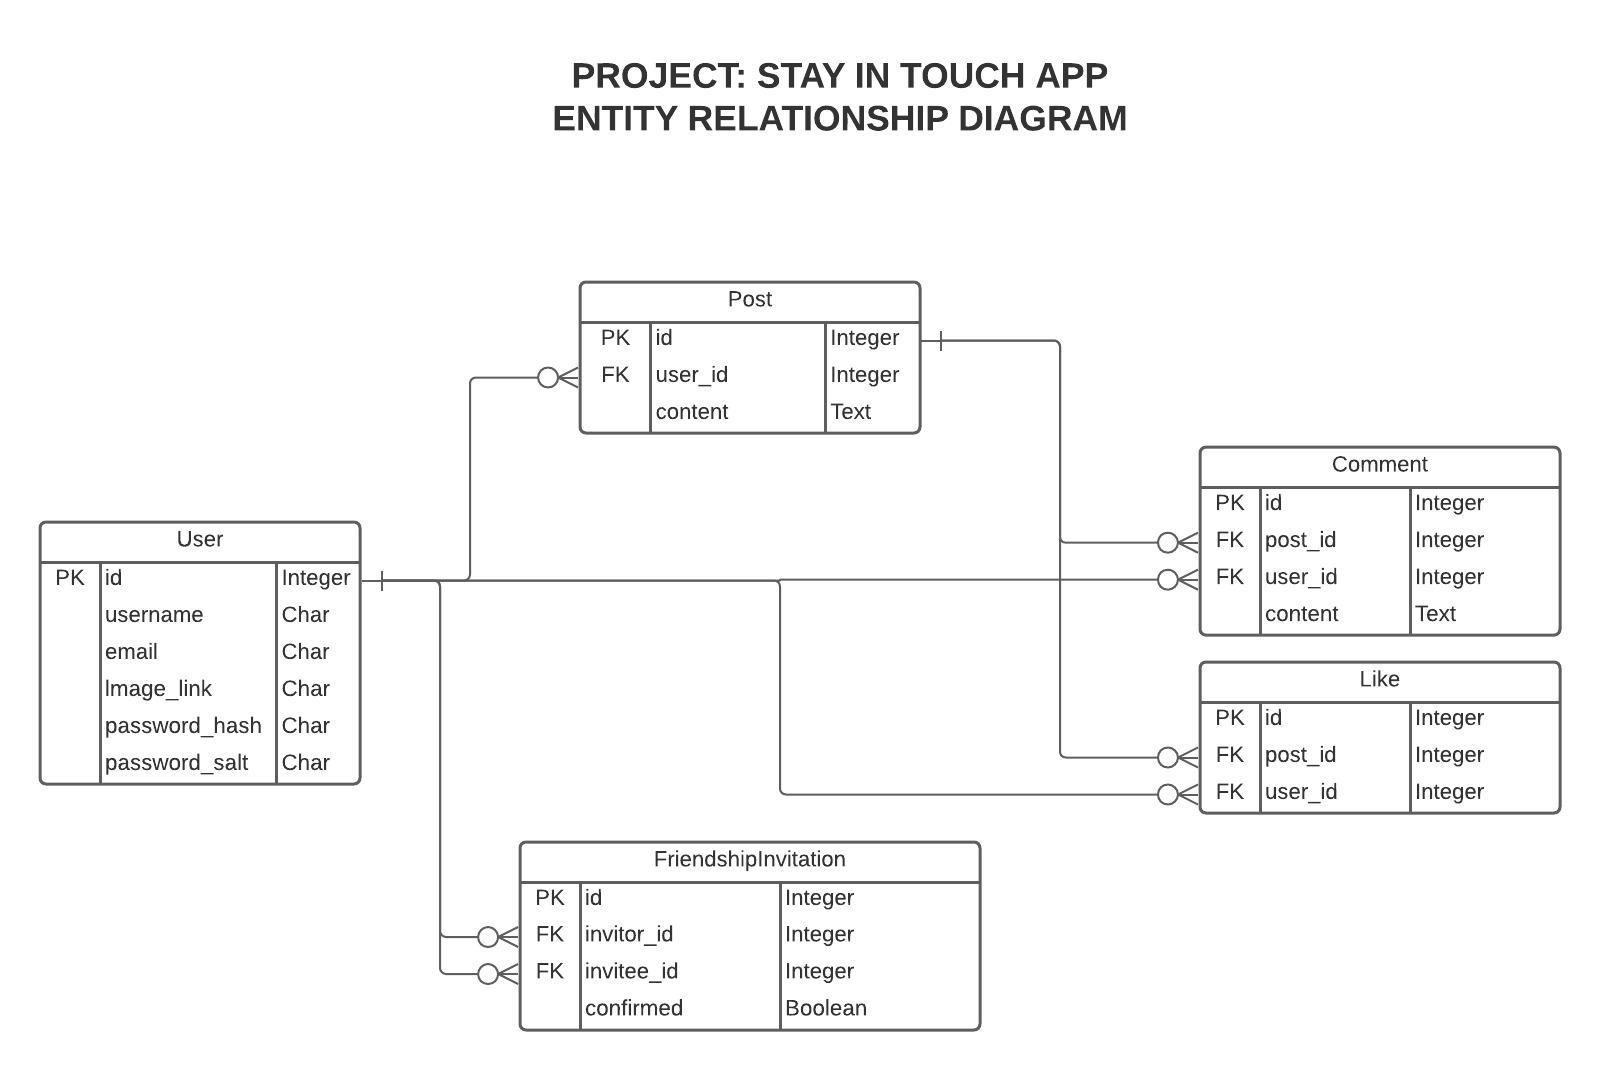 PROJECT: STAY IN TOUCH APP
ENTITY RELATIONSHIP DIAGRAM
Post
PK id Integer
FK user_id Integer
content Text
Comment
PK id Integer
FK post_id Integer
FK user_id Integer
content Text
User
PK id Integer
username Char
email Char
Image_link Char
password_hash Char
password_salt Char
Like
PK id Integer
FK post_id Integer
FK user_id Integer
FriendshipInvitation
PK id Integer
FK invitor_id Integer
FK invitee_id Integer
confirmed Boolean